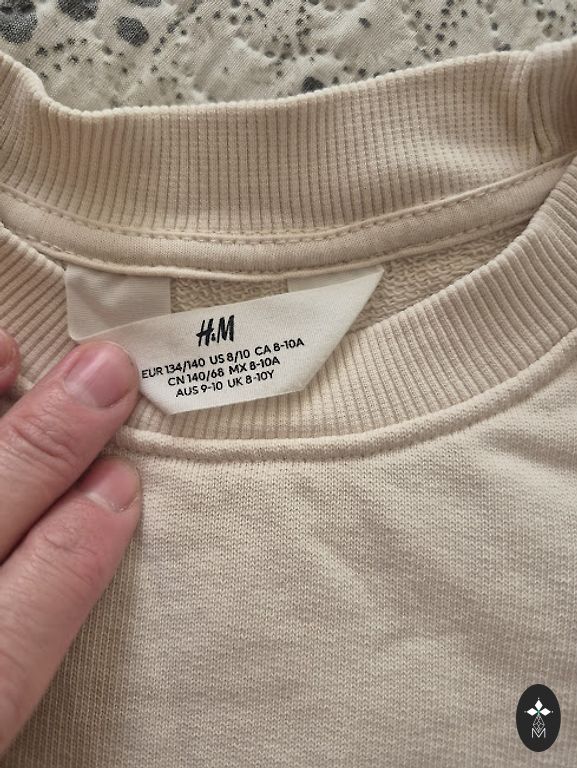 H&M
EUR 134/140 US 8/10 CA 8-10A
CN 140/68 MX 8-10A
AUS 9-10 UK 8-10Y
M